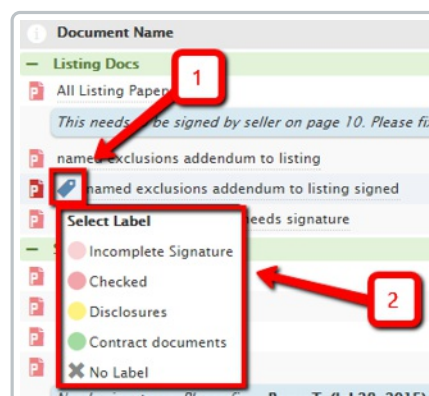 Document Name
Listing Docs
1
All Listing Paper
This needs to be signed by seller on page 10. Please fix
named exclusions addendum to listing
named exclusions addendum to listing signed
needs signature
Select Label
Incomplete Signature
Checked
2
Disclosures
Contract documents
No Label